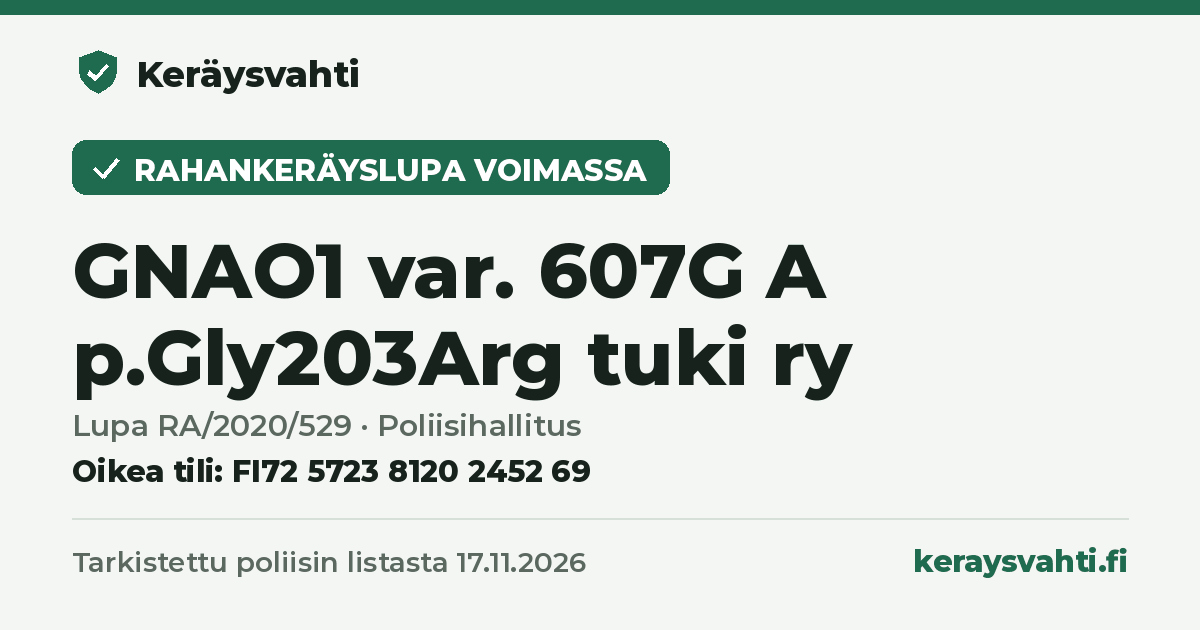 Keräysvahti
RAHANKERÄYSLUPA VOIMASSA
GNAO1 var. 607G A
p.Gly203Arg tuki ry
Lupa RA/2020/529 · Poliisihallitus
Oikea tili: FI72 5723 8120 2452 69
Tarkistettu poliisin listasta 17.11.2026
keraysvahti.fi